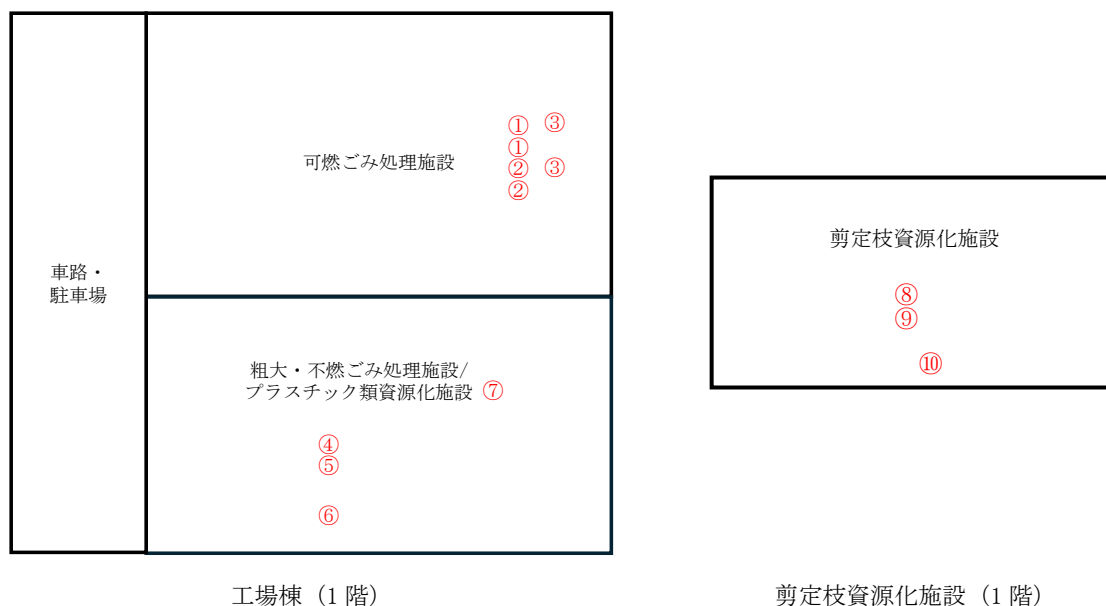 ① ③
①
可燃ごみ処理施設 ② ③
②
車路・
駐車場
粗大・不燃ごみ処理施設/
プラスチック類資源化施設 ⑦
④
⑤
⑥
工場棟（1 階）
剪定枝資源化施設
⑧
⑨
⑩
剪定枝資源化施設（1 階）